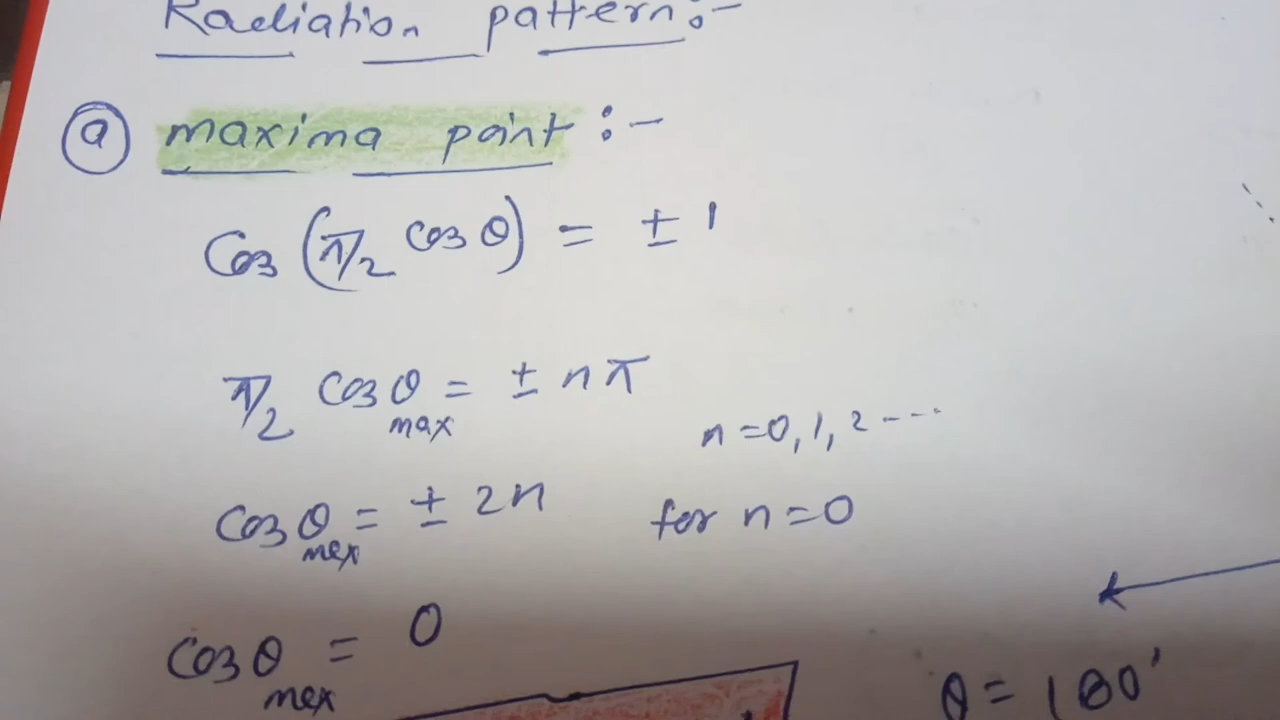 Radiation pattern:-
(a) maxima point :-
Cos (π/2 cos θ) = ± 1
π/2 cos θmax = ± nπ
n=0, 1, 2 ----
Cos θmax = ± 2n for n=0
Cos θmax = 0
θ = 180°